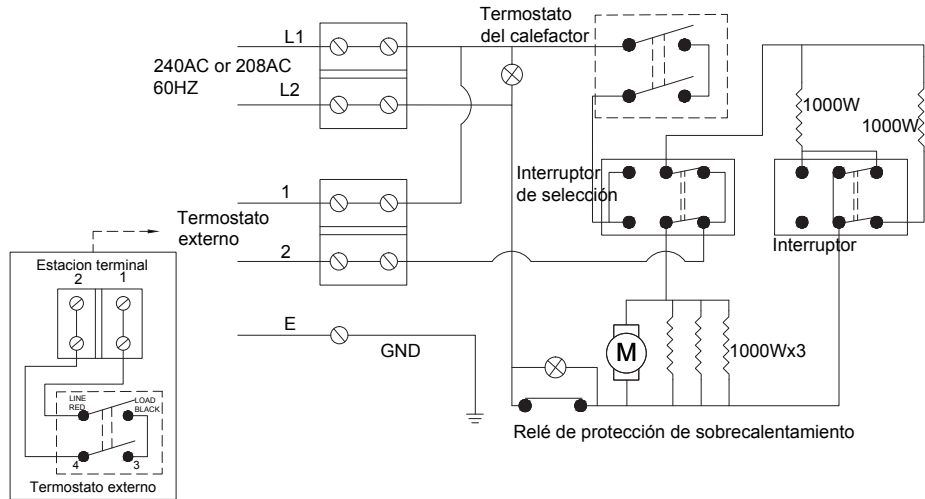 L1
240AC or 208AC
60HZ
L2
Termostato
del calefactor
1000W
1000W
1
Termostato
externo
2
Interruptor
de selección
Interruptor
E
GND
M
1000Wx3
Relé de protección de sobrecalentamiento
Estacion terminal
2
1
LINE
RED
LOAD
BLACK
4
3
Termostato externo